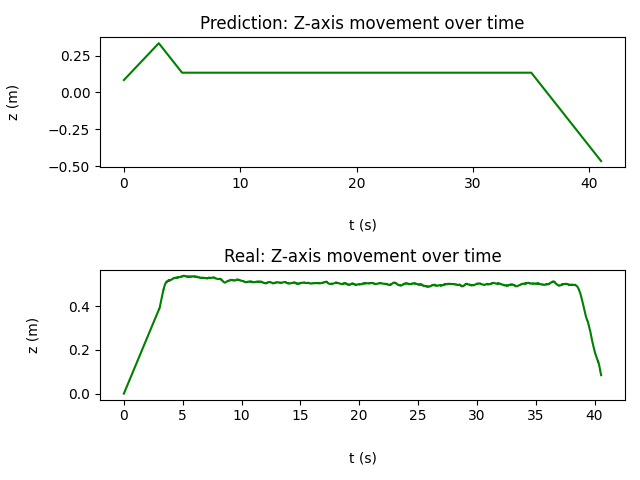 Prediction: Z-axis movement over time
0.25
0.00
−0.25
−0.50
z (m)
0 10 20 30 40
t (s)
Real: Z-axis movement over time
0.4
0.2
0.0
z (m)
0 5 10 15 20 25 30 35 40
t (s)